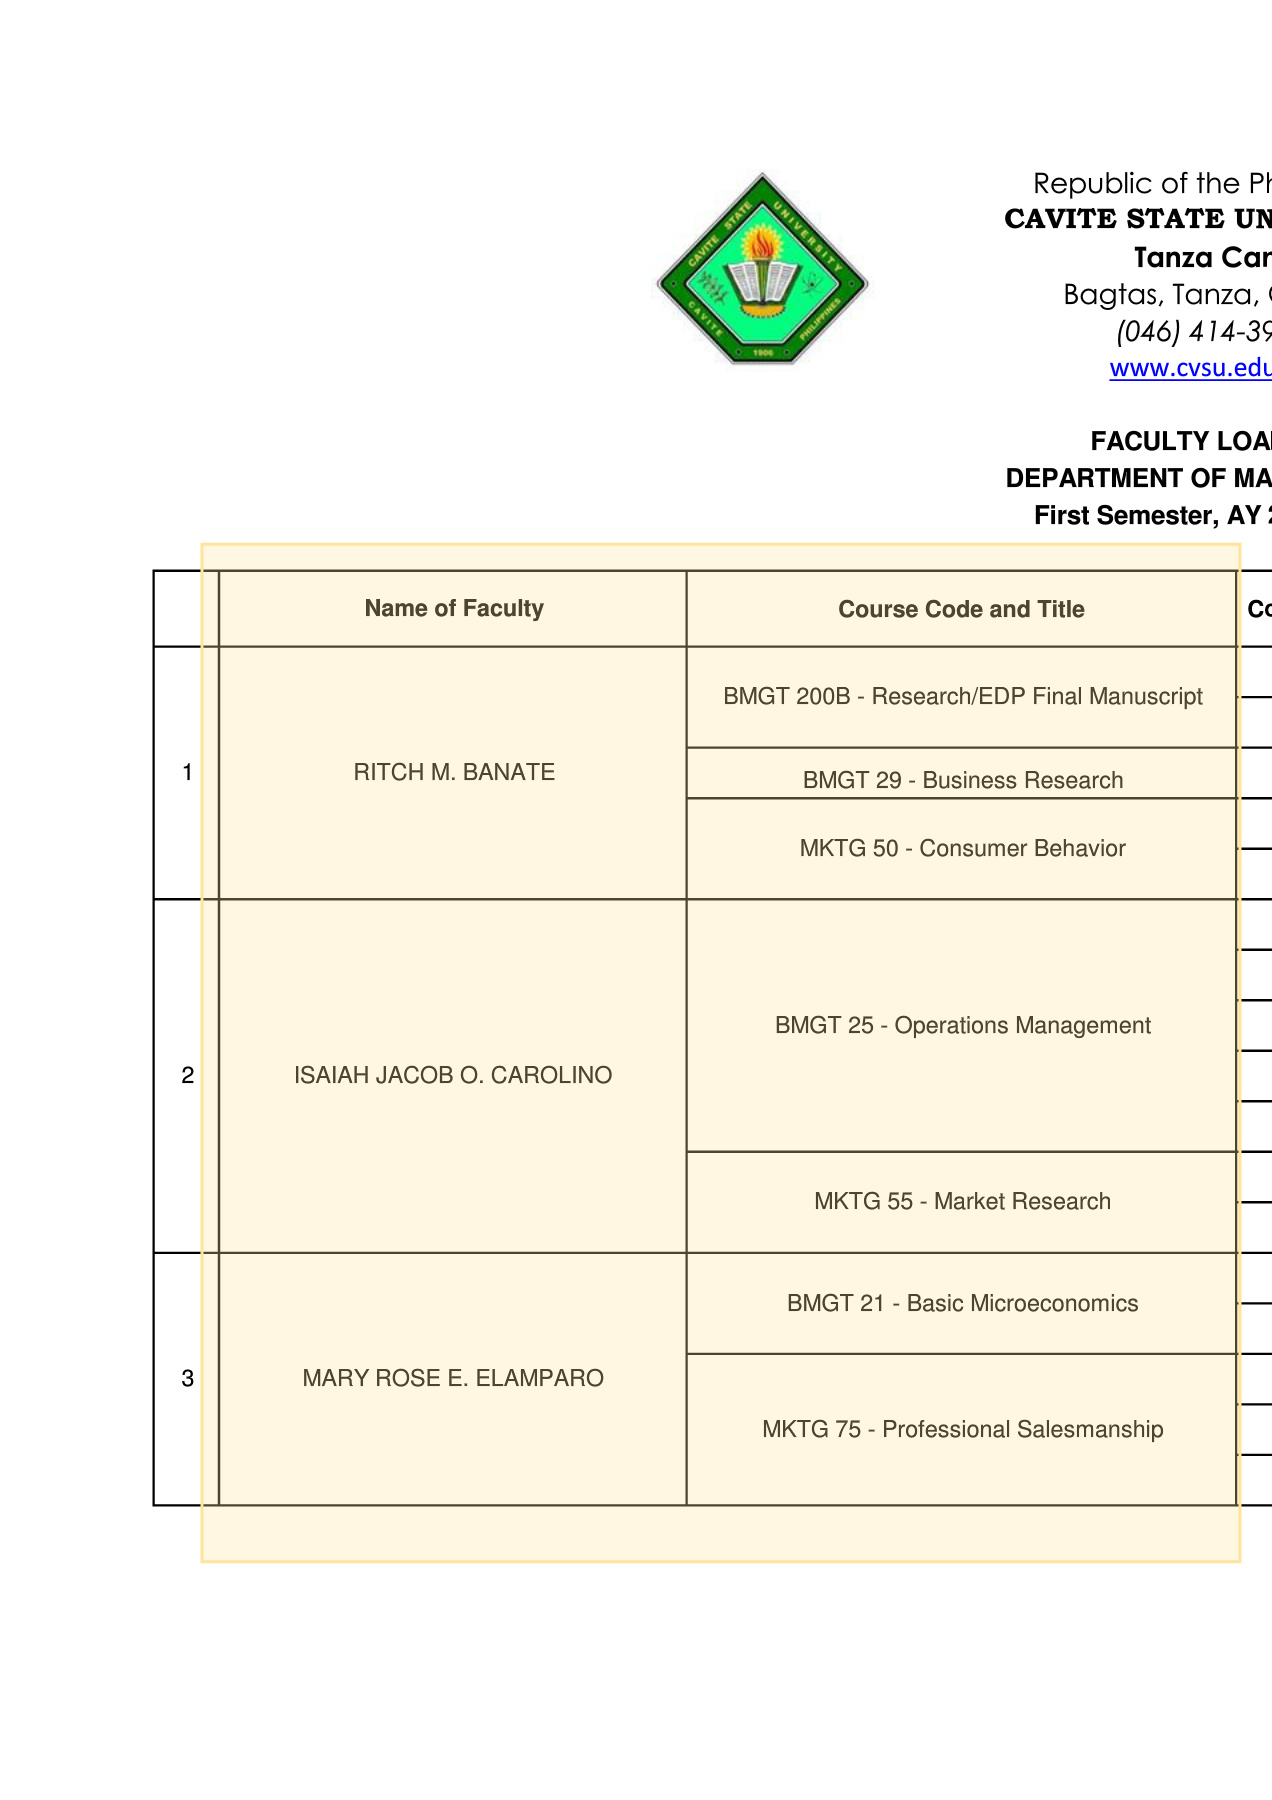 CAVITE STATE UNIVERSITY
CAVITE
PHILIPPINES
1906
Republic of the Ph
CAVITE STATE UN
Tanza Ca
Bagtas, Tanza,
(046) 414-39
www.cvsu.edu
FACULTY LOA
DEPARTMENT OF MA
First Semester, AY 2
Name of Faculty Course Code and Title Co
1 RITCH M. BANATE BMGT 200B - Research/EDP Final Manuscript
BMGT 29 - Business Research
MKTG 50 - Consumer Behavior
2 ISAIAH JACOB O. CAROLINO BMGT 25 - Operations Management
MKTG 55 - Market Research
3 MARY ROSE E. ELAMPARO BMGT 21 - Basic Microeconomics
MKTG 75 - Professional Salesmanship